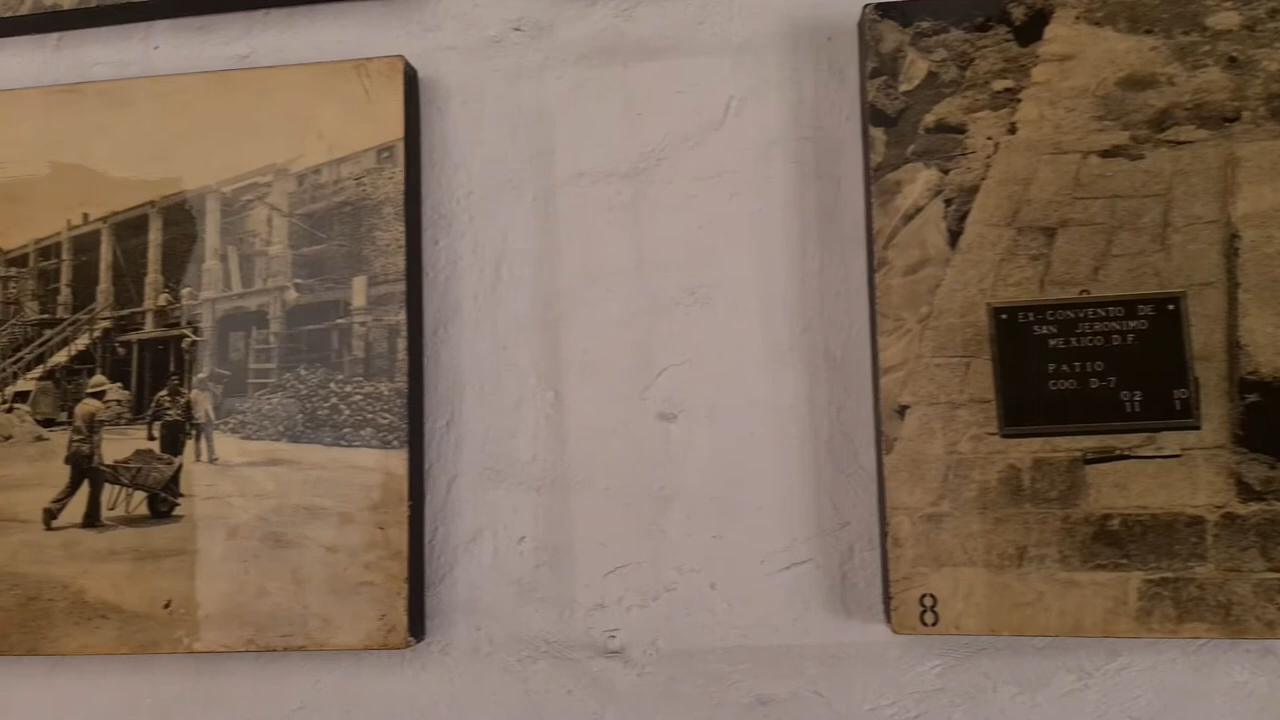 * EX-CONVENTO DE *
SAN JERONIMO
MEXICO, D.F.
PATIO
COO. D-7
02 10
11 1
8